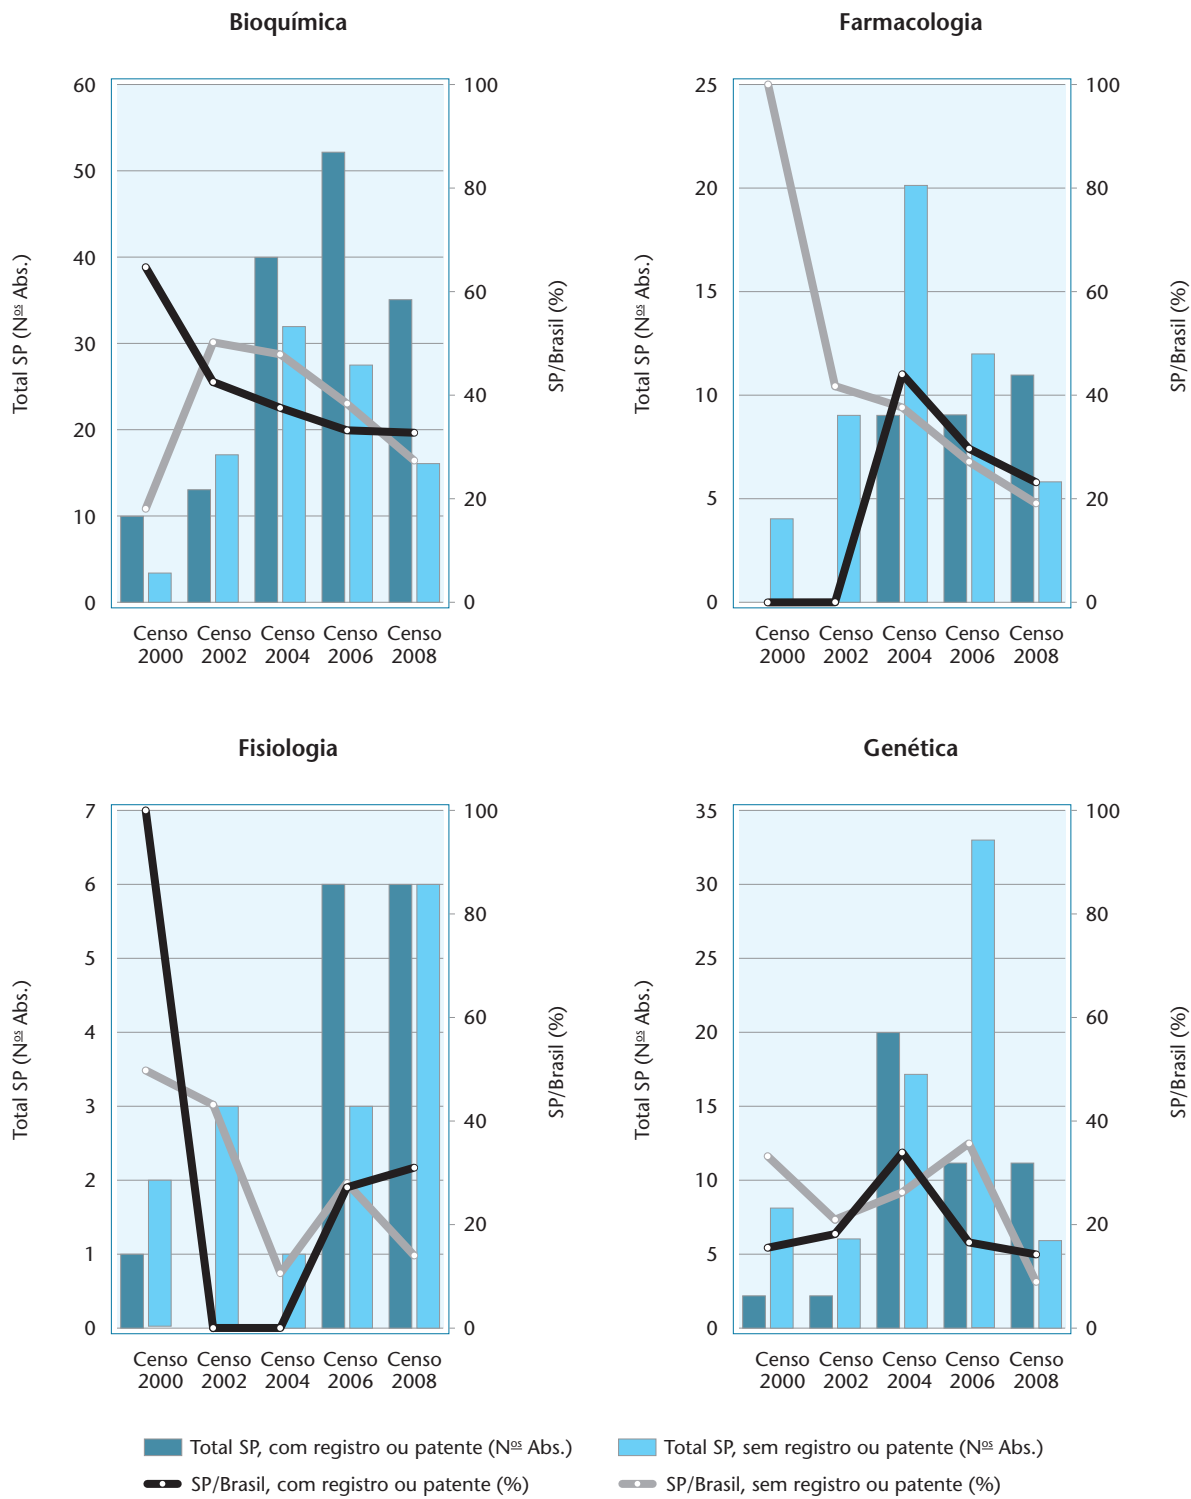 Bioquímica
Total SP (Nos Abs.)
60
50
40
30
20
10
0
100
80
60
40
20
0
SP/Brasil (%)
Censo 2000
Censo 2002
Censo 2004
Censo 2006
Censo 2008
Farmacologia
Total SP (Nos Abs.)
25
20
15
10
5
0
100
80
60
40
20
0
SP/Brasil (%)
Censo 2000
Censo 2002
Censo 2004
Censo 2006
Censo 2008
Fisiologia
Total SP (Nos Abs.)
7
6
5
4
3
2
1
0
100
80
60
40
20
0
SP/Brasil (%)
Censo 2000
Censo 2002
Censo 2004
Censo 2006
Censo 2008
Genética
Total SP (Nos Abs.)
35
30
25
20
15
10
5
0
100
80
60
40
20
0
SP/Brasil (%)
Censo 2000
Censo 2002
Censo 2004
Censo 2006
Censo 2008
Total SP, com registro ou patente (Nos Abs.)
Total SP, sem registro ou patente (Nos Abs.)
SP/Brasil, com registro ou patente (%)
SP/Brasil, sem registro ou patente (%)